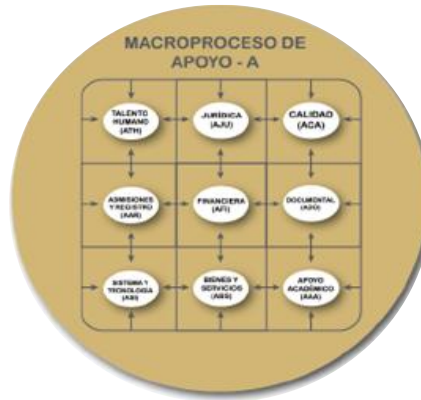 MACROPROCESO DE
APOYO - A
TALENTO
HUMANO
(ATH)
JURÍDICA
(AJU)
CALIDAD
(ACA)
ADMISIONES
Y REGISTRO
(AAR)
FINANCIERA
(AFI)
DOCUMENTAL
(ADO)
SISTEMA Y
TECNOLOGÍA
(ASI)
BIENES Y
SERVICIOS
(ABS)
APOYO
ACADÉMICO
(AAA)